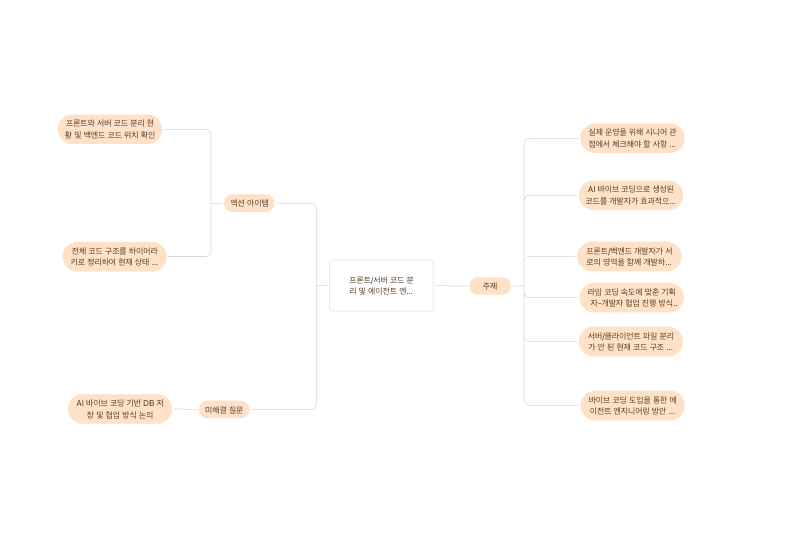 프론트와 서버 코드 분리 현
황 및 백엔드 코드 위치 확인
액션 아이템
전체 코드 구조를 하이어라
키로 정리하여 현재 상태 ...
AI 바이브 코딩 기반 DB 저
장 및 협업 방식 논의
미해결 질문
프론트/서버 코드 분
리 및 에이전트 엔...
주제
실제 운영을 위해 시니어 관
점에서 체크해야 할 사항 ...
AI 바이브 코딩으로 생성된
코드를 개발자가 효과적으...
프론트/백엔드 개발자가 서
로의 영역을 함께 개발하...
라임 코딩 속도에 맞춘 기획
자-개발자 협업 진행 방식..
서버/클라이언트 파일 분리
가 안 된 현재 코드 구조 ...
바이브 코딩 도입을 통한 에
이전트 엔지니어링 방안 ...